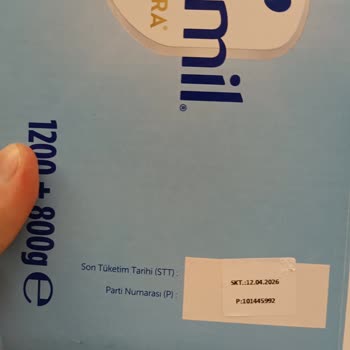 mil®
RA®
1200 + 800g e
Son Tüketim Tarihi (STT) :
SKT.:12.04.2026
Parti Numarası (P) :
P:101445992